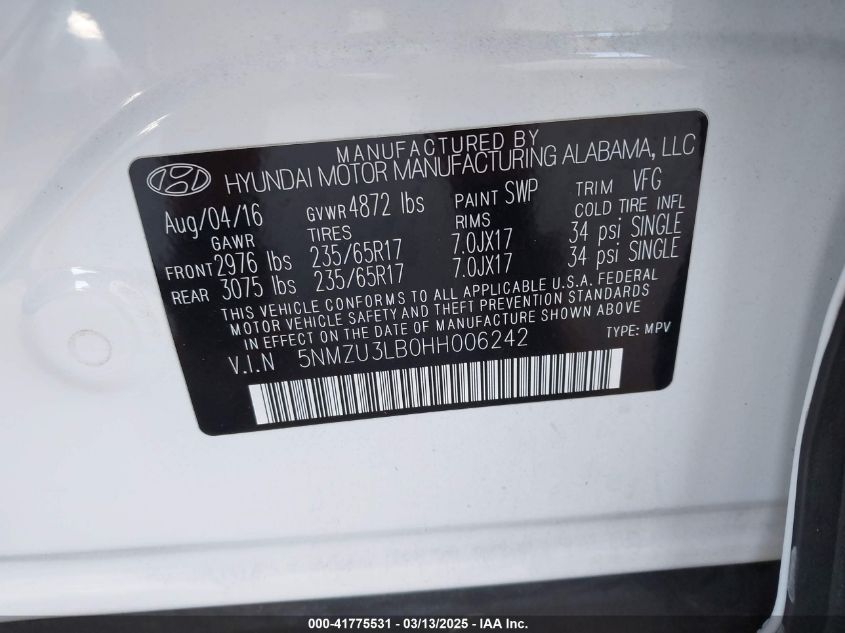 MANUFACTURED BY
HYUNDAI MOTOR MANUFACTURING ALABAMA, LLC
Aug/04/16 GVWR 4872 lbs PAINT SWP TRIM VFG
GAWR TIRES RIMS COLD TIRE INFL
FRONT 2976 lbs 235/65R17 7.0JX17 34 psi SINGLE
REAR 3075 lbs 235/65R17 7.0JX17 34 psi SINGLE
THIS VEHICLE CONFORMS TO ALL APPLICABLE U.S.A. FEDERAL
MOTOR VEHICLE SAFETY AND THEFT PREVENTION STANDARDS
IN EFFECT ON THE DATE OF MANUFACTURE SHOWN ABOVE
V.I.N 5NMZU3LB0HH006242 TYPE: MPV
000-41775531 - 03/13/2025 - IAA Inc.